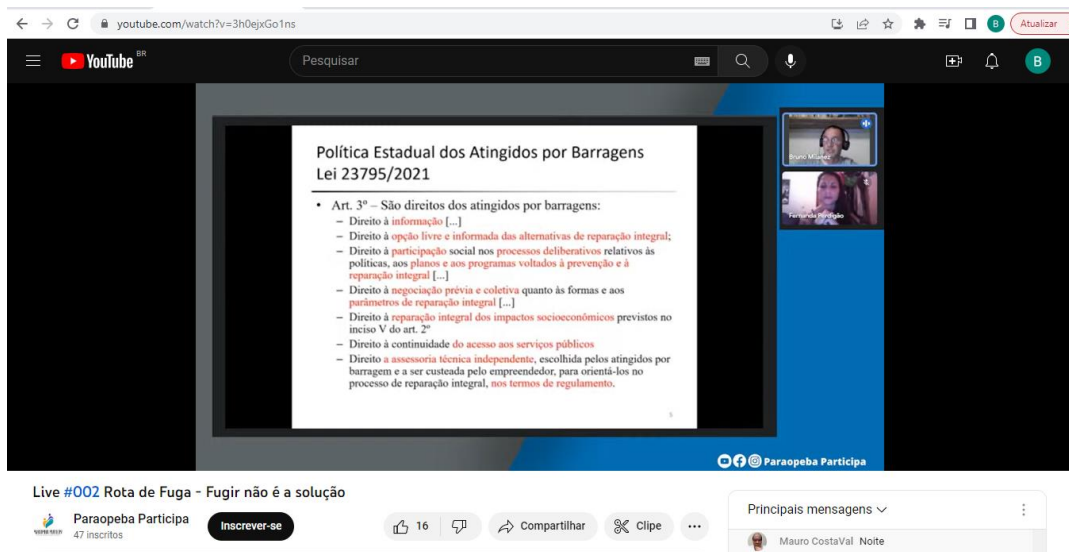 youtube.com/watch?v=3h0ejxGo1ns
B
Atualizar
YouTube BR
Pesquisar
B
Política Estadual dos Atingidos por Barragens
Lei 23795/2021
• Art. 3º – São direitos dos atingidos por barragens:
– Direito à informação [...]
– Direito à opção livre e informada das alternativas de reparação integral;
– Direito à participação social nos processos deliberativos relativos às
políticas, aos planos e aos programas voltados à prevenção e à
reparação integral [...]
– Direito à negociação prévia e coletiva quanto às formas e aos
parâmetros de reparação integral [...]
– Direito à reparação integral dos impactos socioeconômicos previstos no
inciso V do art. 2º
– Direito à continuidade do acesso aos serviços públicos
– Direito a assessoria técnica independente, escolhida pelos atingidos por
barragem e a ser custeada pelo empreendedor, para orientá-los no
processo de reparação integral, nos termos de regulamento.
Fernanda Perdigão
Paraopeba Participa
Live #002 Rota de Fuga - Fugir não é a solução
Paraopeba Participa
47 inscritos
Inscrever-se
16
Compartilhar
Clipe
Principais mensagens
Mauro CostaVal Noite